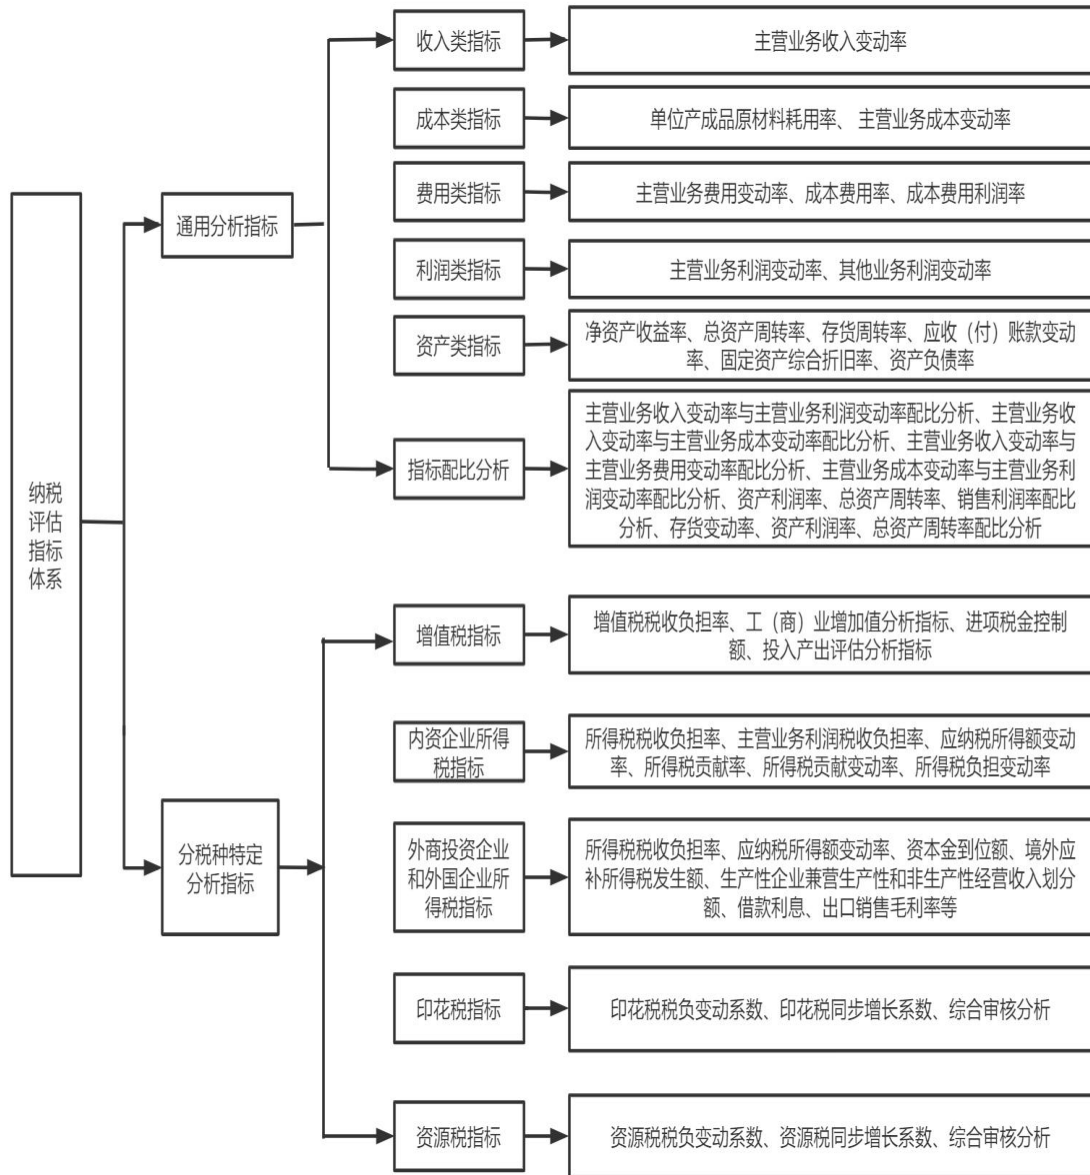 纳税
评估
指标
体系
通用分析指标
收入类指标
主营业务收入变动率
成本类指标
单位产成品原材料耗用率、 主营业务成本变动率
费用类指标
主营业务费用变动率、成本费用率、成本费用利润率
利润类指标
主营业务利润变动率、其他业务利润变动率
资产类指标
净资产收益率、总资产周转率、存货周转率、应收（付）账款变动
率、固定资产综合折旧率、资产负债率
指标配比分析
主营业务收入变动率与主营业务利润变动率配比分析、主营业务收
入变动率与主营业务成本变动率配比分析、主营业务收入变动率与
主营业务费用变动率配比分析、主营业务成本变动率与主营业务利
润变动率配比分析、资产利润率、总资产周转率、销售利润率配比
分析、存货变动率、资产利润率、总资产周转率配比分析
分税种特定
分析指标
增值税指标
增值税税收负担率、工（商）业增加值分析指标、进项税金控制
额、投入产出评估分析指标
内资企业所得
税指标
所得税税收负担率、主营业务利润税收负担率、应纳税所得额变动
率、所得税贡献率、所得税贡献变动率、所得税负担变动率
外商投资企业
和外国企业所
得税指标
所得税税收负担率、应纳税所得额变动率、资本金到位额、境外应
补所得税发生额、生产性企业兼营生产性和非生产性经营收入划分
额、借款利息、出口销售毛利率等
印花税指标
印花税税负变动系数、印花税同步增长系数、综合审核分析
资源税指标
资源税税负变动系数、资源税同步增长系数、综合审核分析